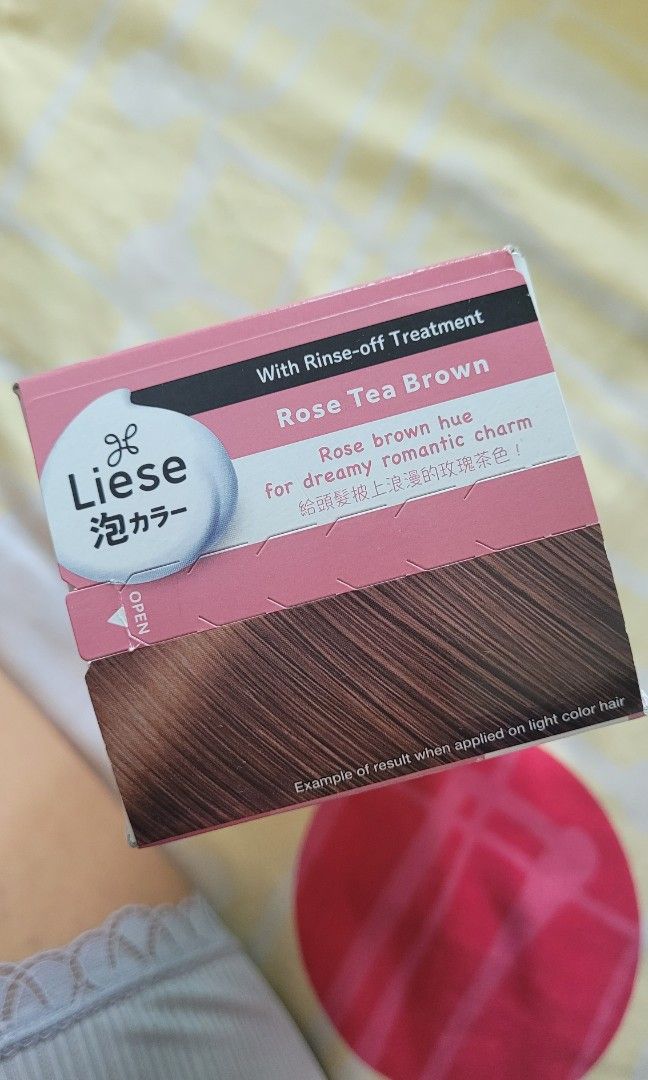 With Rinse-off Treatment
Rose Tea Brown
Rose brown hue
for dreamy romantic charm
給頭髮披上浪漫的玫瑰茶色！
Liese
泡カラー
OPEN
Example of result when applied on light color hair